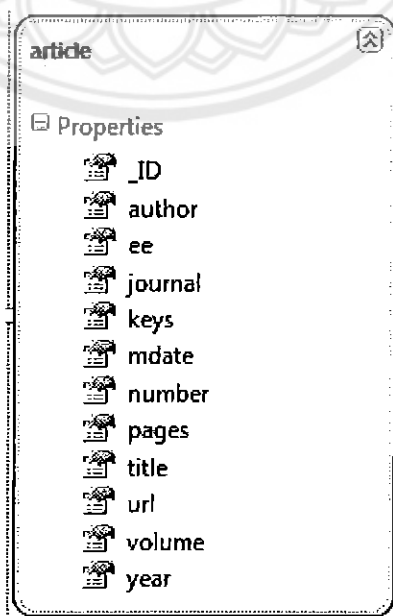 article
Properties
_ID
author
ee
journal
keys
mdate
number
pages
title
url
volume
year